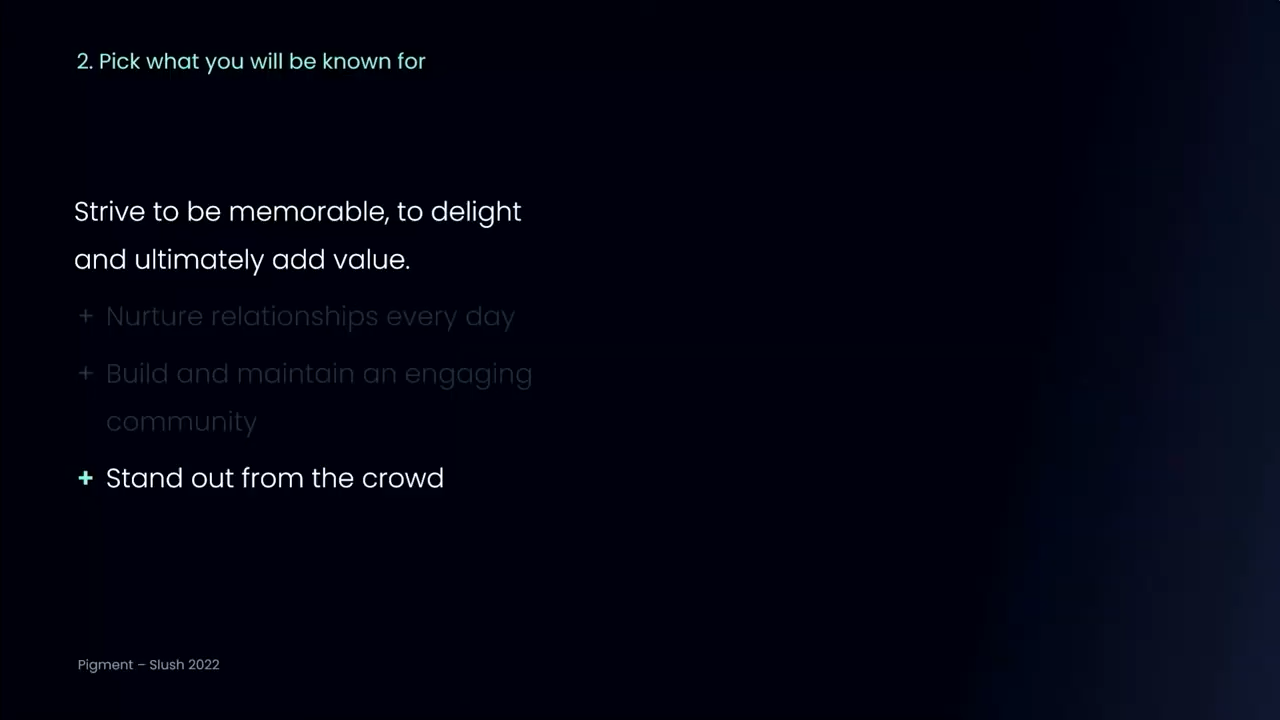 2. Pick what you will be known for
Strive to be memorable, to delight
and ultimately add value.
+ Nurture relationships every day
+ Build and maintain an engaging
community
+ Stand out from the crowd
Pigment – Slush 2022